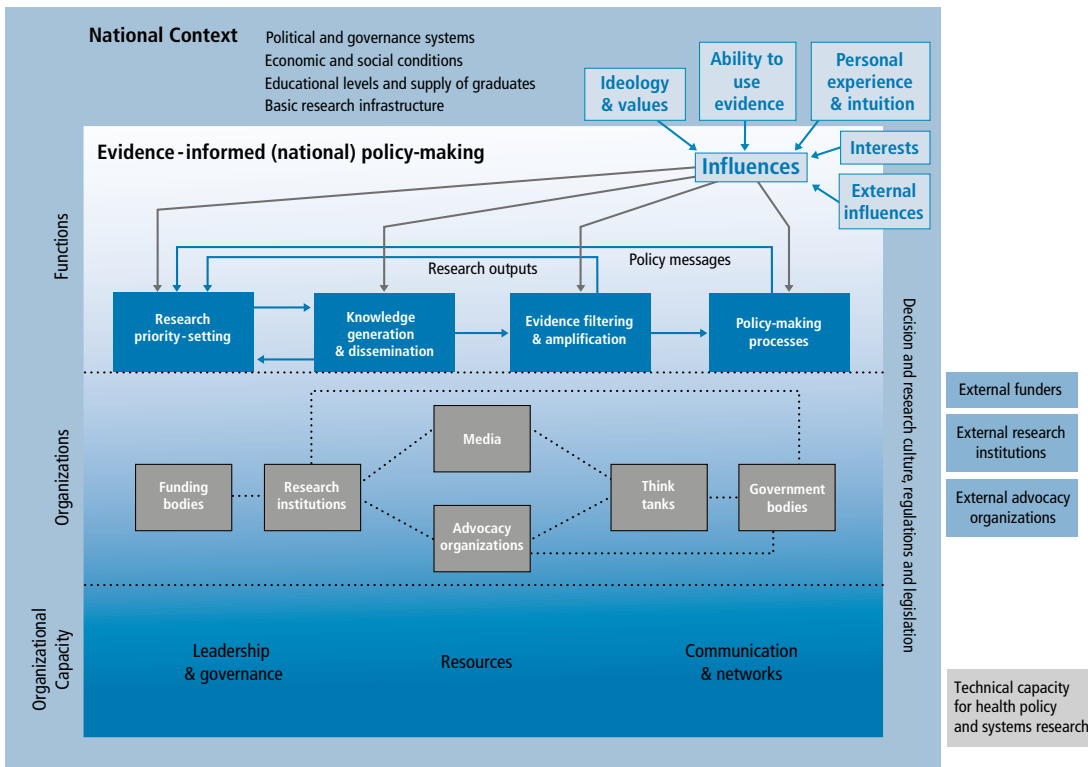 National Context
Political and governance systems
Economic and social conditions
Educational levels and supply of graduates
Basic research infrastructure
Ideology
& values
Ability to
use
evidence
Personal
experience
& intuition
Interests
External
influences
Influences
Evidence-informed (national) policy-making
Functions
Research outputs
Policy messages
Research
priority-setting
Knowledge
generation
& dissemination
Evidence filtering
& amplification
Policy-making
processes
Organizations
Funding
bodies
Research
institutions
Media
Advocacy
organizations
Think
tanks
Government
bodies
Organizational
Capacity
Leadership
& governance
Resources
Communication
& networks
Decision and research culture, regulations and legislation
External funders
External research
institutions
External advocacy
organizations
Technical capacity
for health policy
and systems research